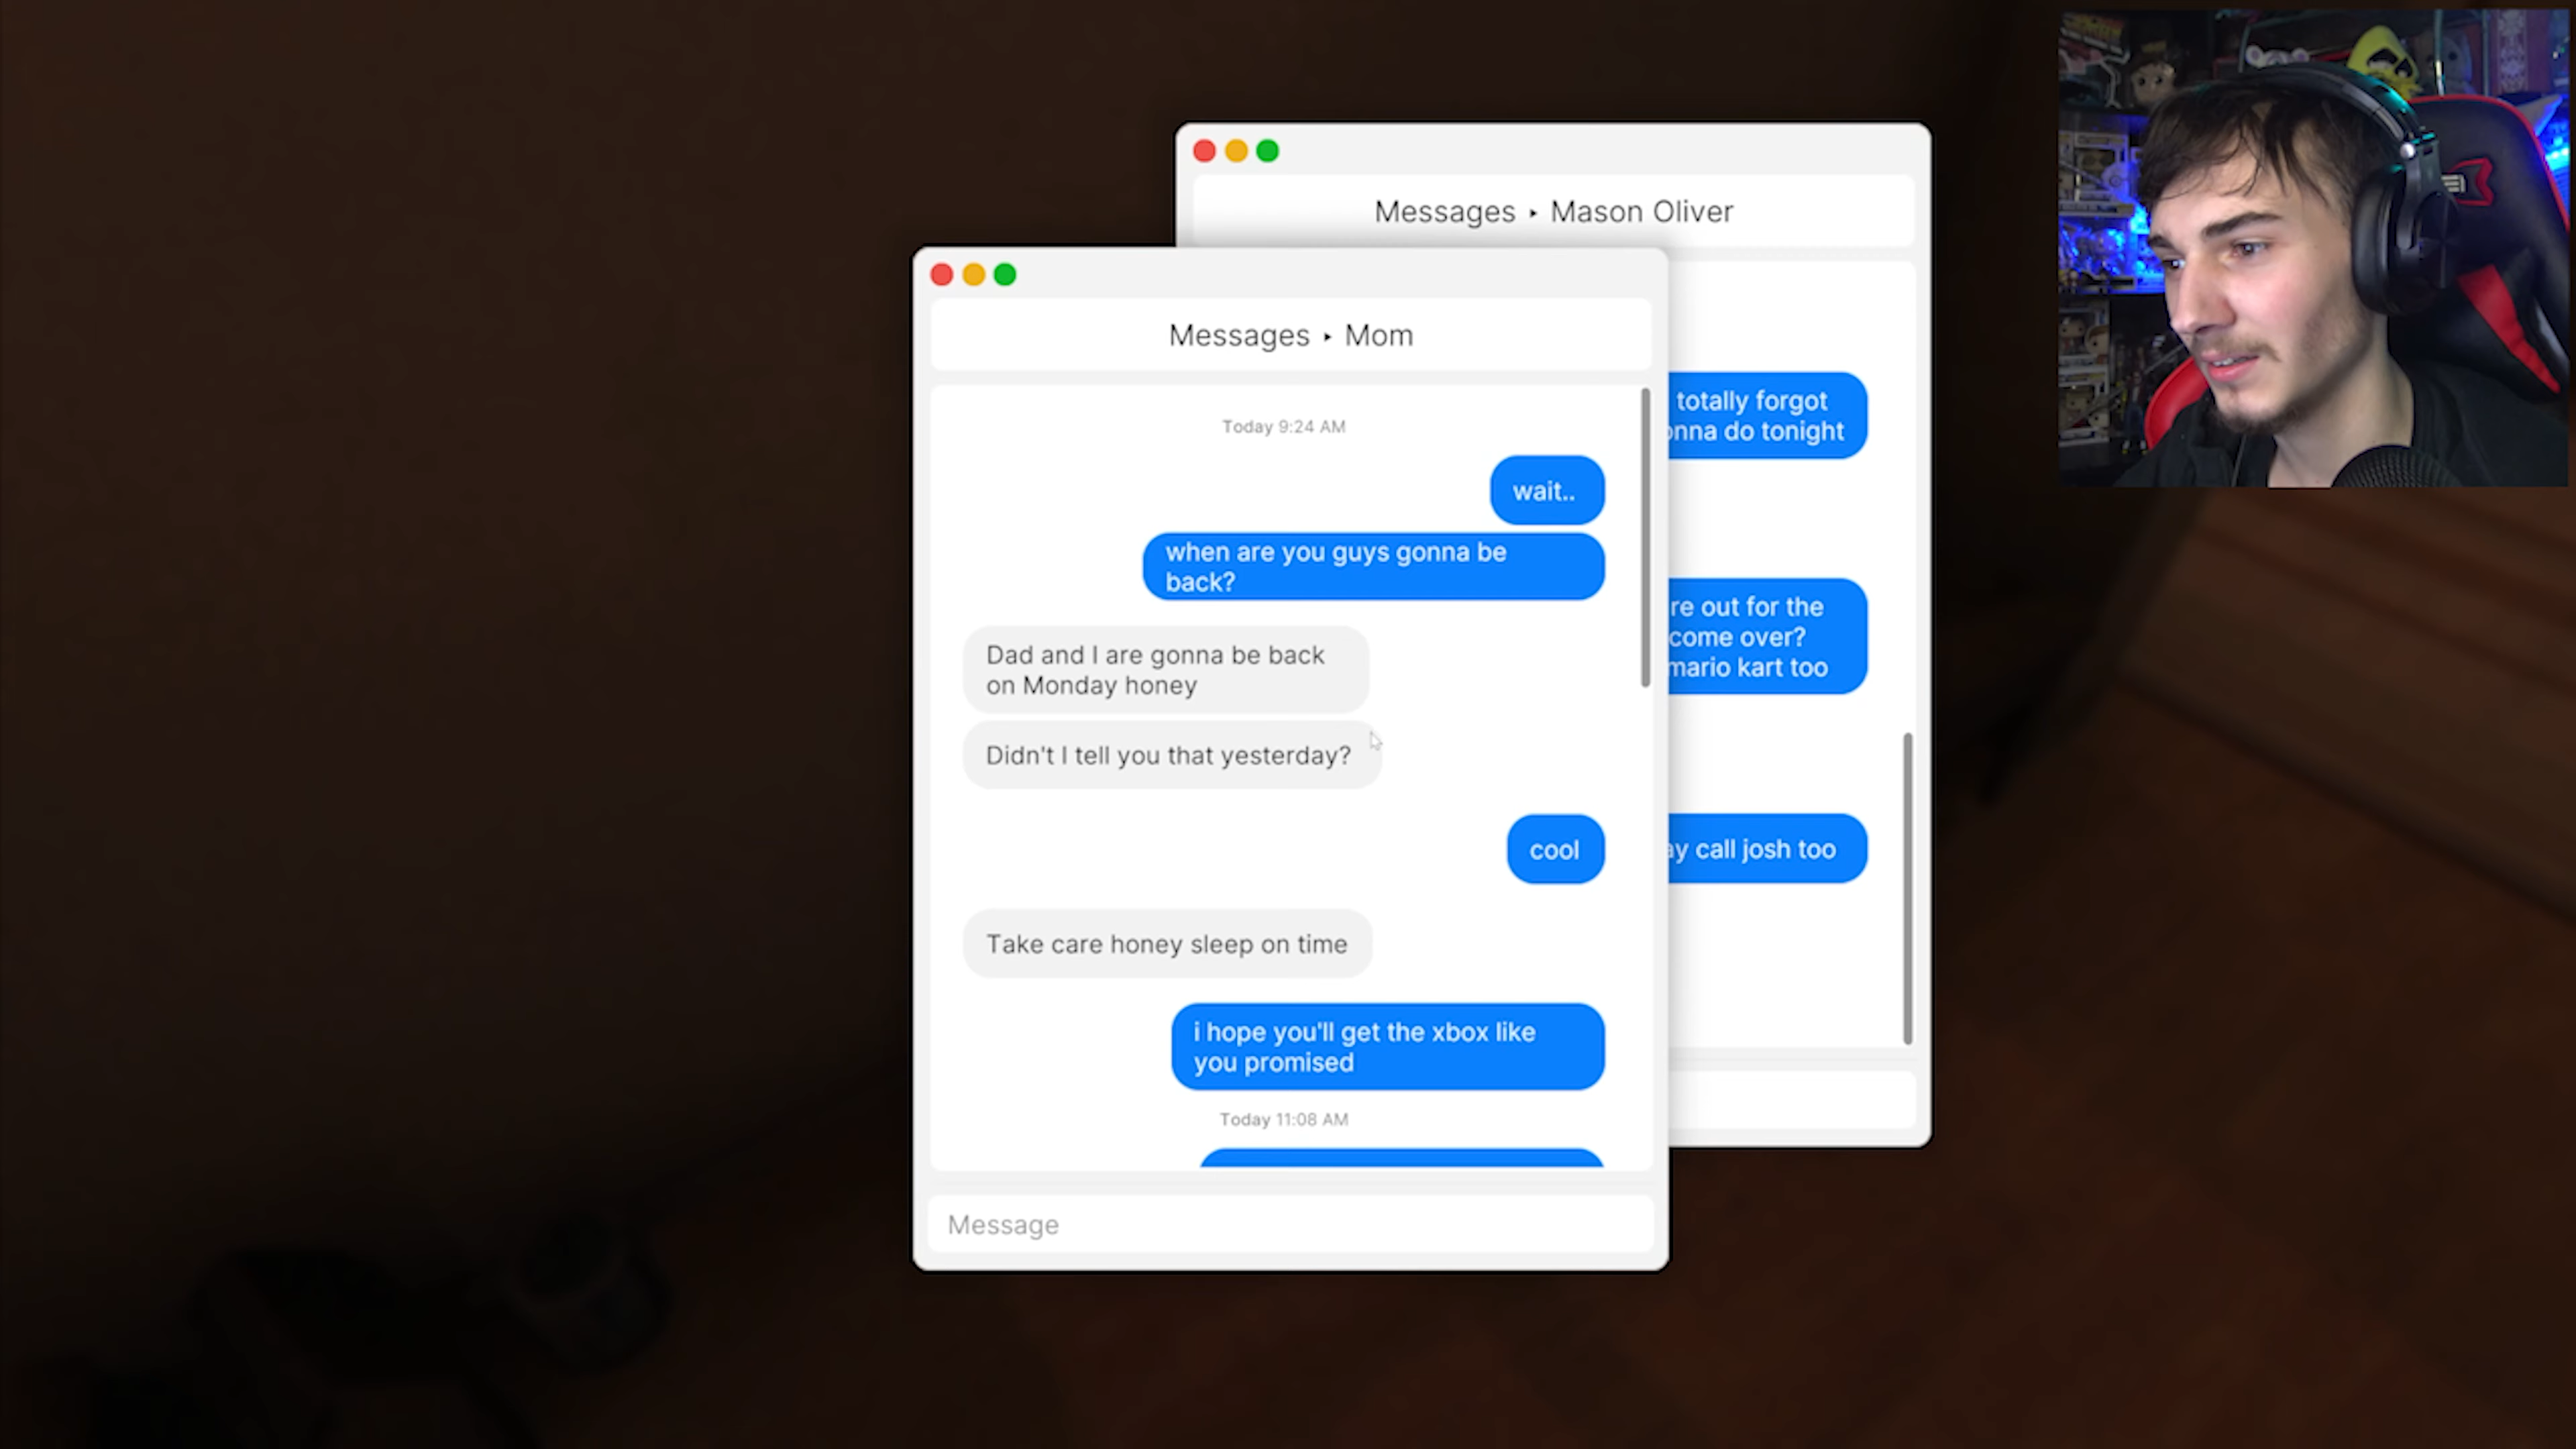 Messages ‣ Mason Oliver
totally forgot
do tonight
out for the
come over?
mario kart too
call josh too
Messages ‣ Mom
Today 9:24 AM
wait..
when are you guys gonna be
back?
Dad and I are gonna be back
on Monday honey
Didn't I tell you that yesterday?
cool
Take care honey sleep on time
i hope you'll get the xbox like
you promised
Today 11:08 AM
Message